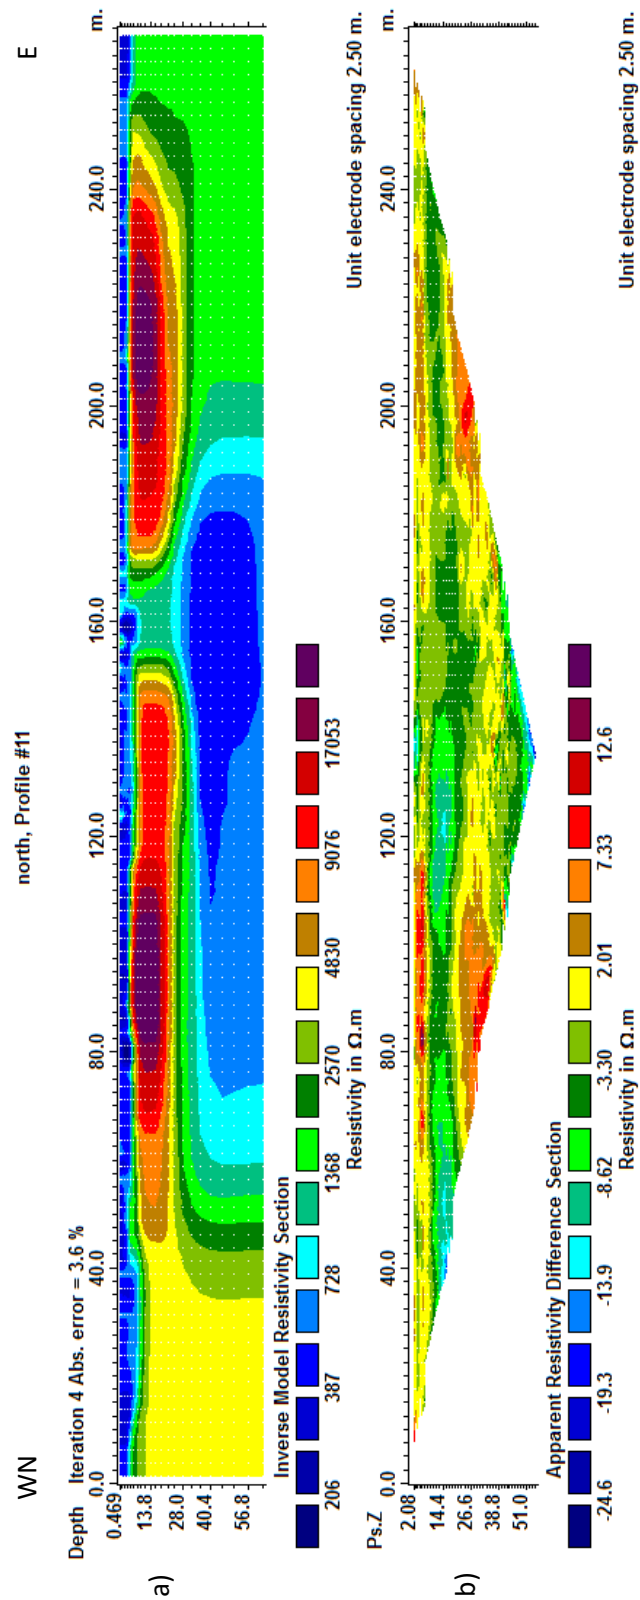 WN
north, Profile #11
E
Depth Iteration 4 Abs. error = 3.6 %
0.0 40.0 80.0 120.0 160.0 200.0 240.0 m.
a)
0.469
13.8
28.0
40.4
56.8
Inverse Model Resistivity Section
206 387 728 1368 2570 4830 9076 17053
Resistivity in Ω.m
Unit electrode spacing 2.50 m.
Ps.Z
0.0 40.0 80.0 120.0 160.0 200.0 240.0 m.
b)
2.08
14.4
26.6
38.8
51.0
Apparent Resistivity Difference Section
-24.6 -19.3 -13.9 -8.62 -3.30 2.01 7.33 12.6
Resistivity in Ω.m
Unit electrode spacing 2.50 m.